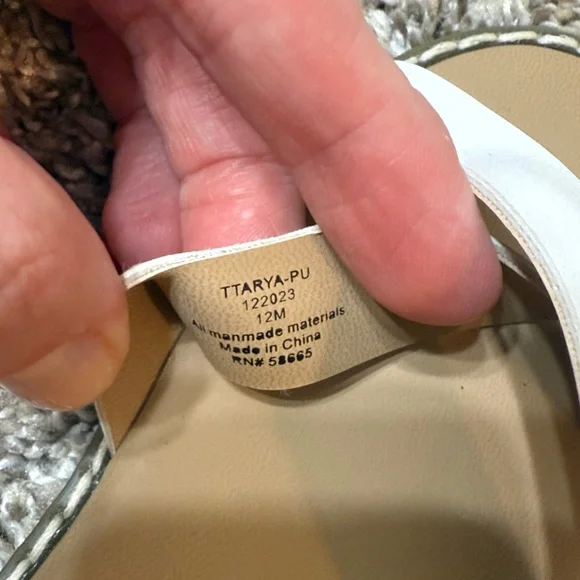 TTARYA-PU
122023
12M
All manmade materials
Made in China
RN# 58665